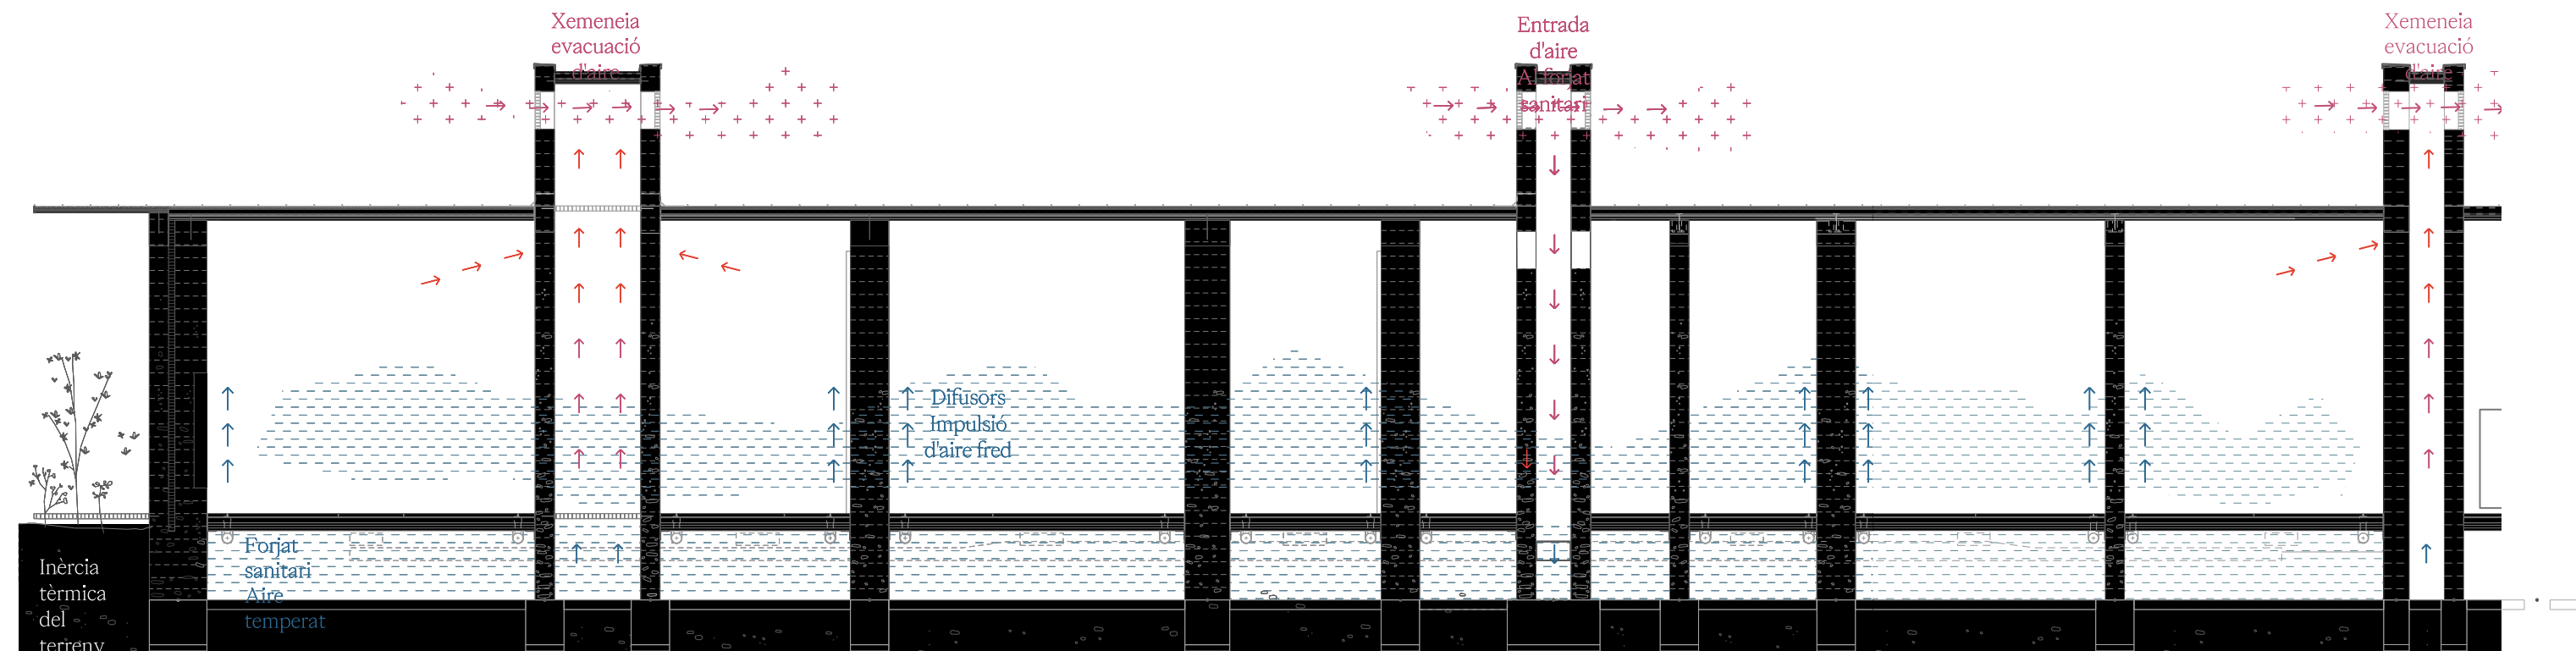 Xemeneia
evacuació
d'aire
Entrada
d'aire
A forjat
sanitari
Xemeneia
evacuació
d'aire
Difusors
Impulsió
d'aire fred
Forjat
sanitari
Aire
temperat
Inèrcia
tèrmica
del
terreny